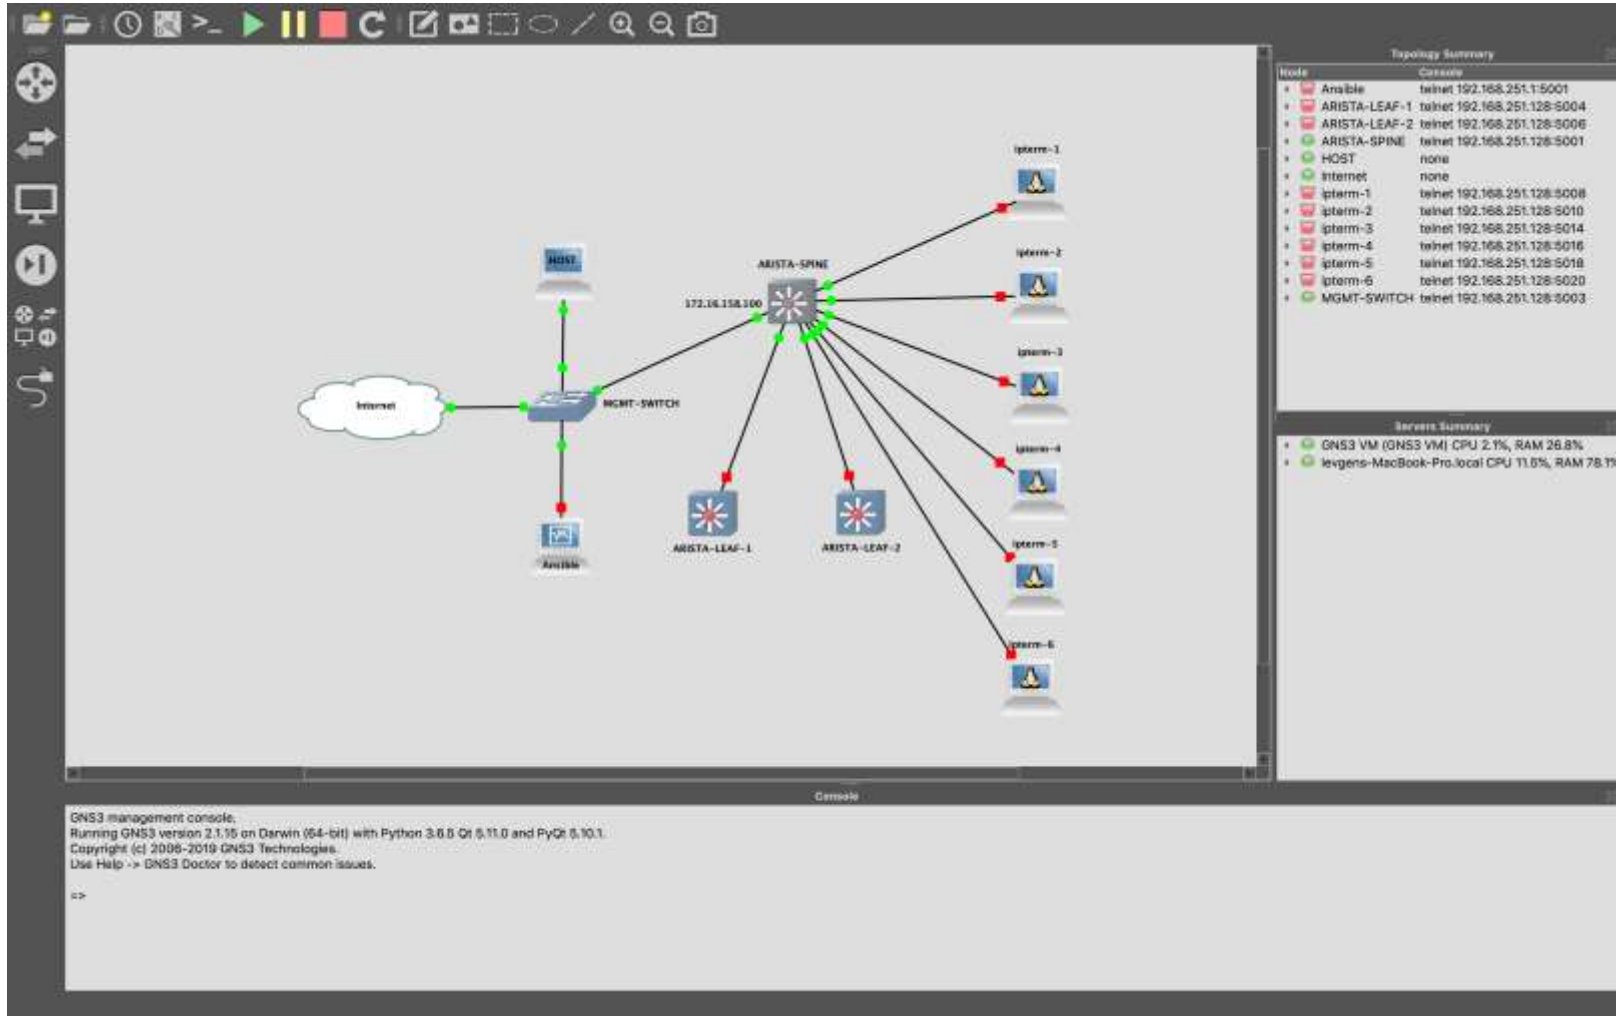 Topology Summary
Node Console
Ansible telnet 192.168.251.1:5001
ARISTA-LEAF-1 telnet 192.168.251.128:5004
ARISTA-LEAF-2 telnet 192.168.251.128:5006
ARISTA-SPINE telnet 192.168.251.128:5001
HOST none
Internet none
ipterm-1 telnet 192.168.251.128:5008
ipterm-2 telnet 192.168.251.128:5010
ipterm-3 telnet 192.168.251.128:5014
ipterm-4 telnet 192.168.251.128:5016
ipterm-5 telnet 192.168.251.128:5018
ipterm-6 telnet 192.168.251.128:5020
MGMT-SWITCH telnet 192.168.251.128:5003
ipterm-1
ipterm-2
HOST
ARISTA-SPINE
172.16.158.100
ipterm-3
Internet
MGMT-SWITCH
ipterm-4
ARISTA-LEAF-1
ARISTA-LEAF-2
ipterm-5
Ansible
ipterm-6
Servers Summary
GNS3 VM (GNS3 VM) CPU 2.1%, RAM 26.8%
Ievgens-MacBook-Pro.local CPU 11.5%, RAM 78.1%
Console
GNS3 management console.
Running GNS3 version 2.1.15 on Darwin (64-bit) with Python 3.6.5 Qt 5.11.0 and PyQt 5.10.1.
Copyright (c) 2006-2019 GNS3 Technologies.
Use Help -> GNS3 Doctor to detect common issues.
=>